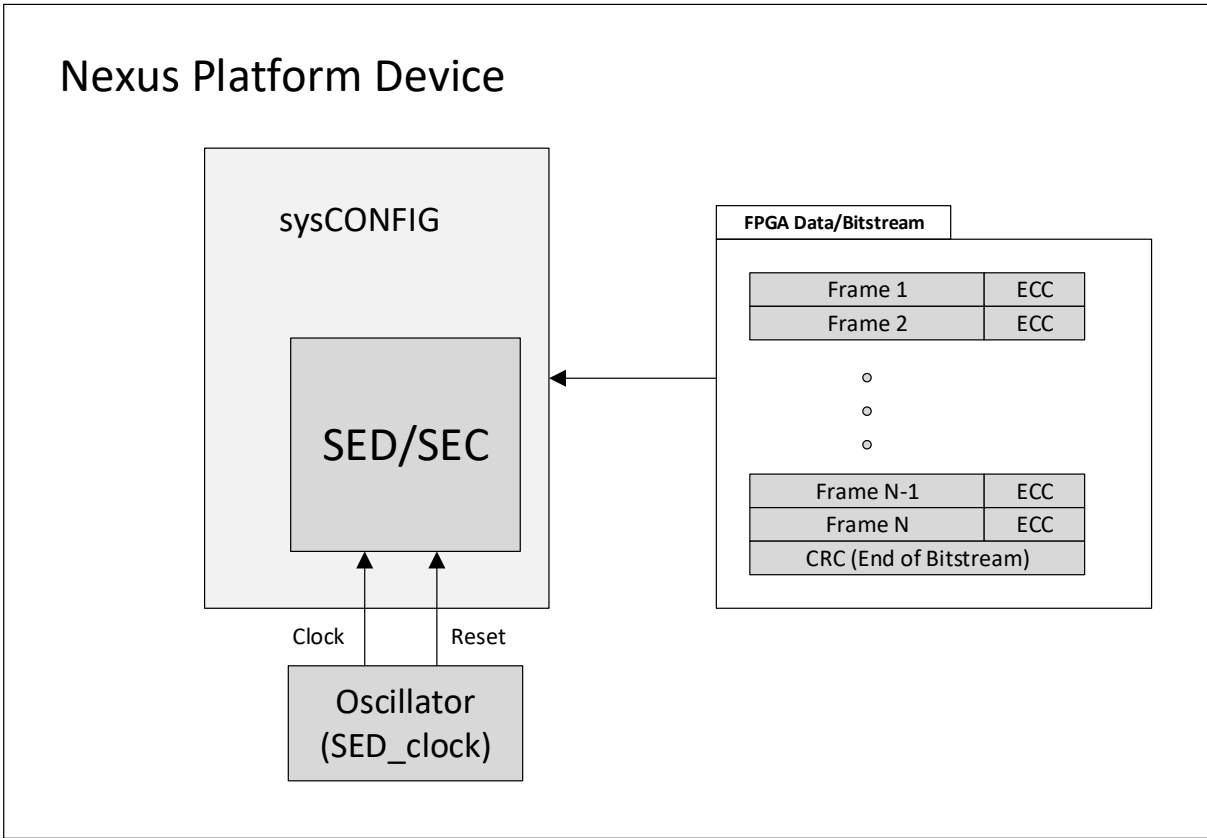 Nexus Platform Device
sysCONFIG
SED/SEC
Clock
Reset
Oscillator
(SED_clock)
FPGA Data/Bitstream
Frame 1 ECC
Frame 2 ECC
Frame N-1 ECC
Frame N ECC
CRC (End of Bitstream)